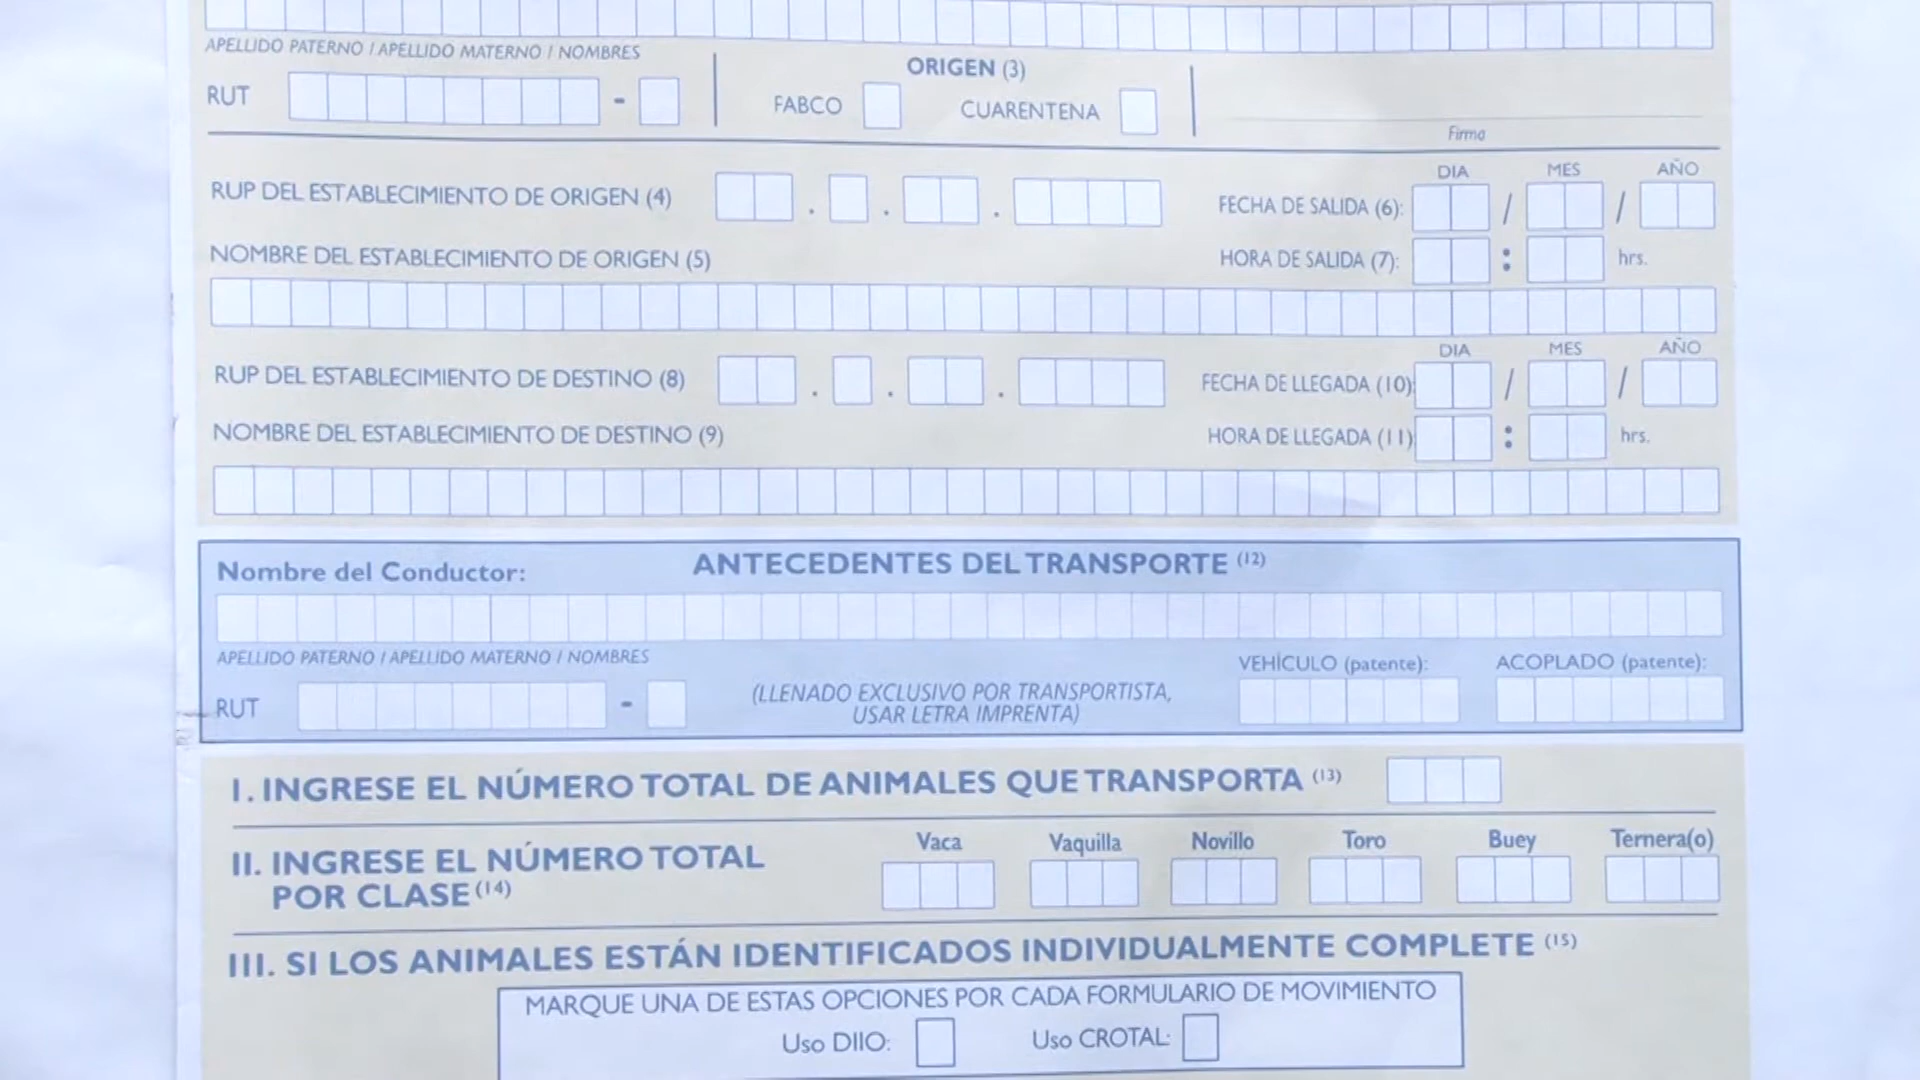 APELLIDO PATERNO / APELLIDO MATERNO / NOMBRES
RUT -
ORIGEN (3)
FABCO CUARENTENA
Firma
RUP DEL ESTABLECIMIENTO DE ORIGEN (4) . . .
DIA MES AÑO
FECHA DE SALIDA (6): / /
NOMBRE DEL ESTABLECIMIENTO DE ORIGEN (5)
HORA DE SALIDA (7): : hrs.
RUP DEL ESTABLECIMIENTO DE DESTINO (8) . . .
DIA MES AÑO
FECHA DE LLEGADA (10): / /
NOMBRE DEL ESTABLECIMIENTO DE DESTINO (9)
HORA DE LLEGADA (11) : hrs.
ANTECEDENTES DEL TRANSPORTE (12)
Nombre del Conductor:
APELLIDO PATERNO / APELLIDO MATERNO / NOMBRES
RUT -
(LLENADO EXCLUSIVO POR TRANSPORTISTA,
USAR LETRA IMPRENTA)
VEHÍCULO (patente): ACOPLADO (patente):
I. INGRESE EL NÚMERO TOTAL DE ANIMALES QUE TRANSPORTA (13)
II. INGRESE EL NÚMERO TOTAL
POR CLASE (14)
Vaca Vaquilla Novillo Toro Buey Ternera(o)
III. SI LOS ANIMALES ESTÁN IDENTIFICADOS INDIVIDUALMENTE COMPLETE (15)
MARQUE UNA DE ESTAS OPCIONES POR CADA FORMULARIO DE MOVIMIENTO
Uso DIIO: Uso CROTAL: